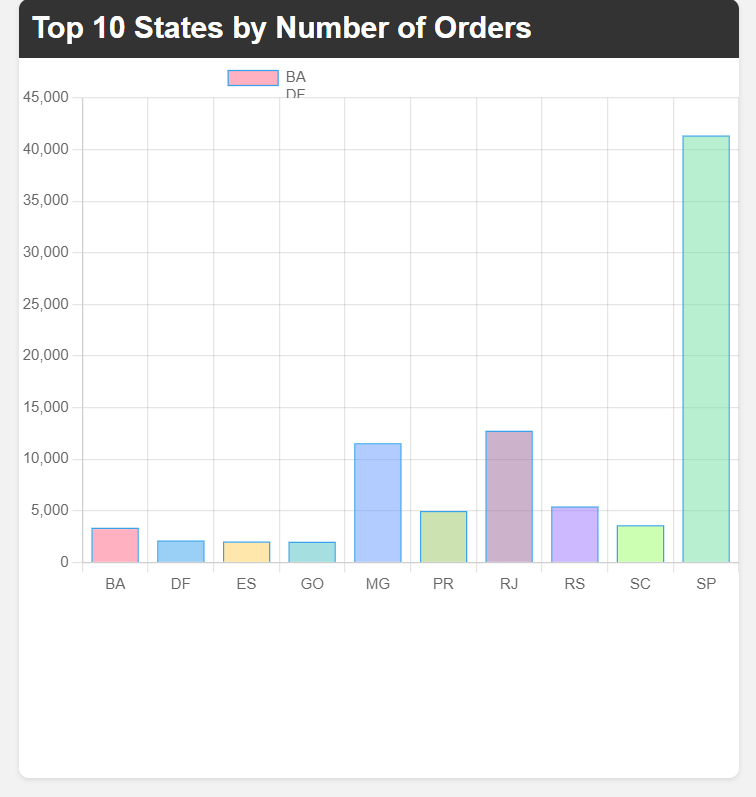 Top 10 States by Number of Orders
BA
DF
45,000
40,000
35,000
30,000
25,000
20,000
15,000
10,000
5,000
0
BA DF ES GO MG PR RJ RS SC SP